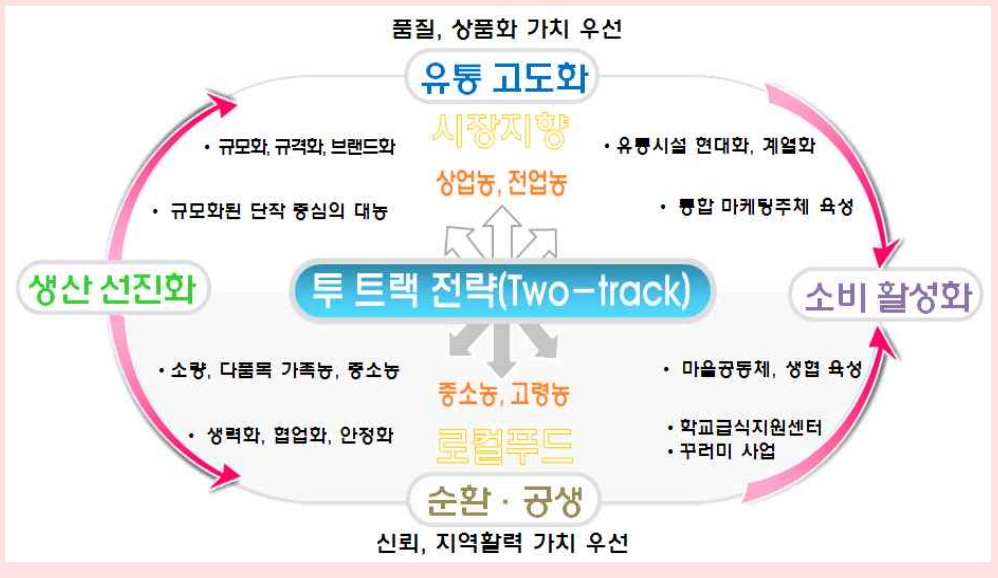 품질, 상품화 가치 우선
유통 고도화
시장지향
• 규모화, 규격화, 브랜드화
• 유통시설 현대화, 계열화
상업농, 전업농
• 규모화된 단작 중심의 대농
• 통합 마케팅주체 육성
생산 선진화
투 트랙 전략(Two-track)
소비 활성화
• 소량, 다품목 가족농, 중소농
• 마을공동체, 생협 육성
중소농, 고령농
• 생력화, 협업화, 안정화
• 학교급식지원센터
• 꾸러미 사업
로컬푸드
순환 · 공생
신뢰, 지역활력 가치 우선